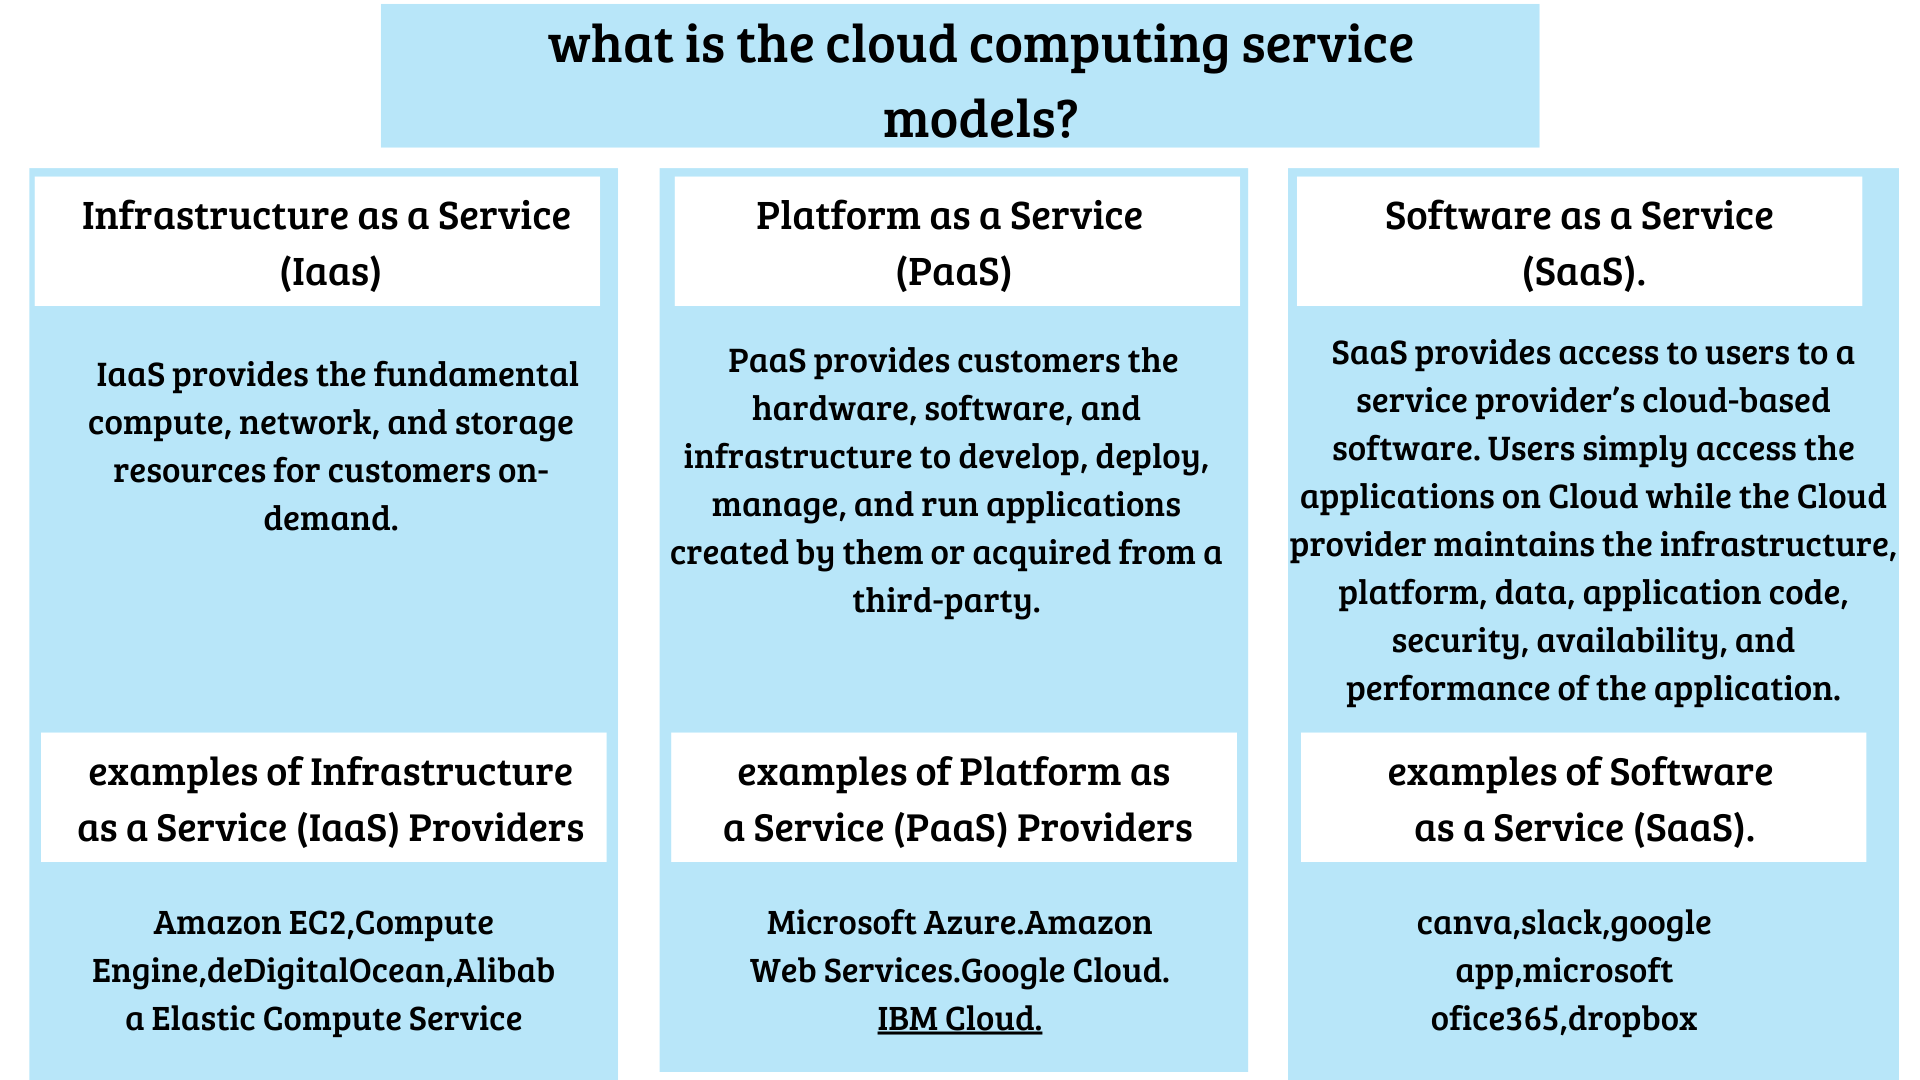 what is the cloud computing service
models?
Infrastructure as a Service
(Iaas)
IaaS provides the fundamental
compute, network, and storage
resources for customers on-
demand.
examples of Infrastructure
as a Service (IaaS) Providers
Amazon EC2,Compute
Engine,deDigitalOcean,Alibab
a Elastic Compute Service
Platform as a Service
(PaaS)
PaaS provides customers the
hardware, software, and
infrastructure to develop, deploy,
manage, and run applications
created by them or acquired from a
third-party.
examples of Platform as
a Service (PaaS) Providers
Microsoft Azure.Amazon
Web Services.Google Cloud.
IBM Cloud.
Software as a Service
(SaaS).
SaaS provides access to users to a
service provider’s cloud-based
software. Users simply access the
applications on Cloud while the Cloud
provider maintains the infrastructure,
platform, data, application code,
security, availability, and
performance of the application.
examples of Software
as a Service (SaaS).
canva,slack,google
app,microsoft
ofice365,dropbox